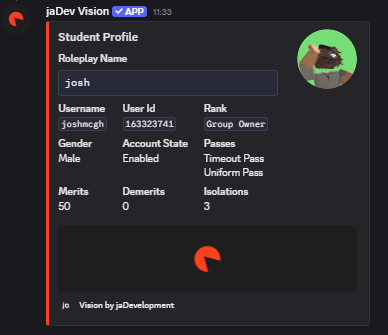 jaDev Vision ✓ APP 11:33
Student Profile
Roleplay Name
josh
Username User Id Rank
joshmcgh 163323741 Group Owner
Gender Account State Passes
Male Enabled Timeout Pass
Uniform Pass
Merits Demerits Isolations
50 0 3
ja Vision by jaDevelopment